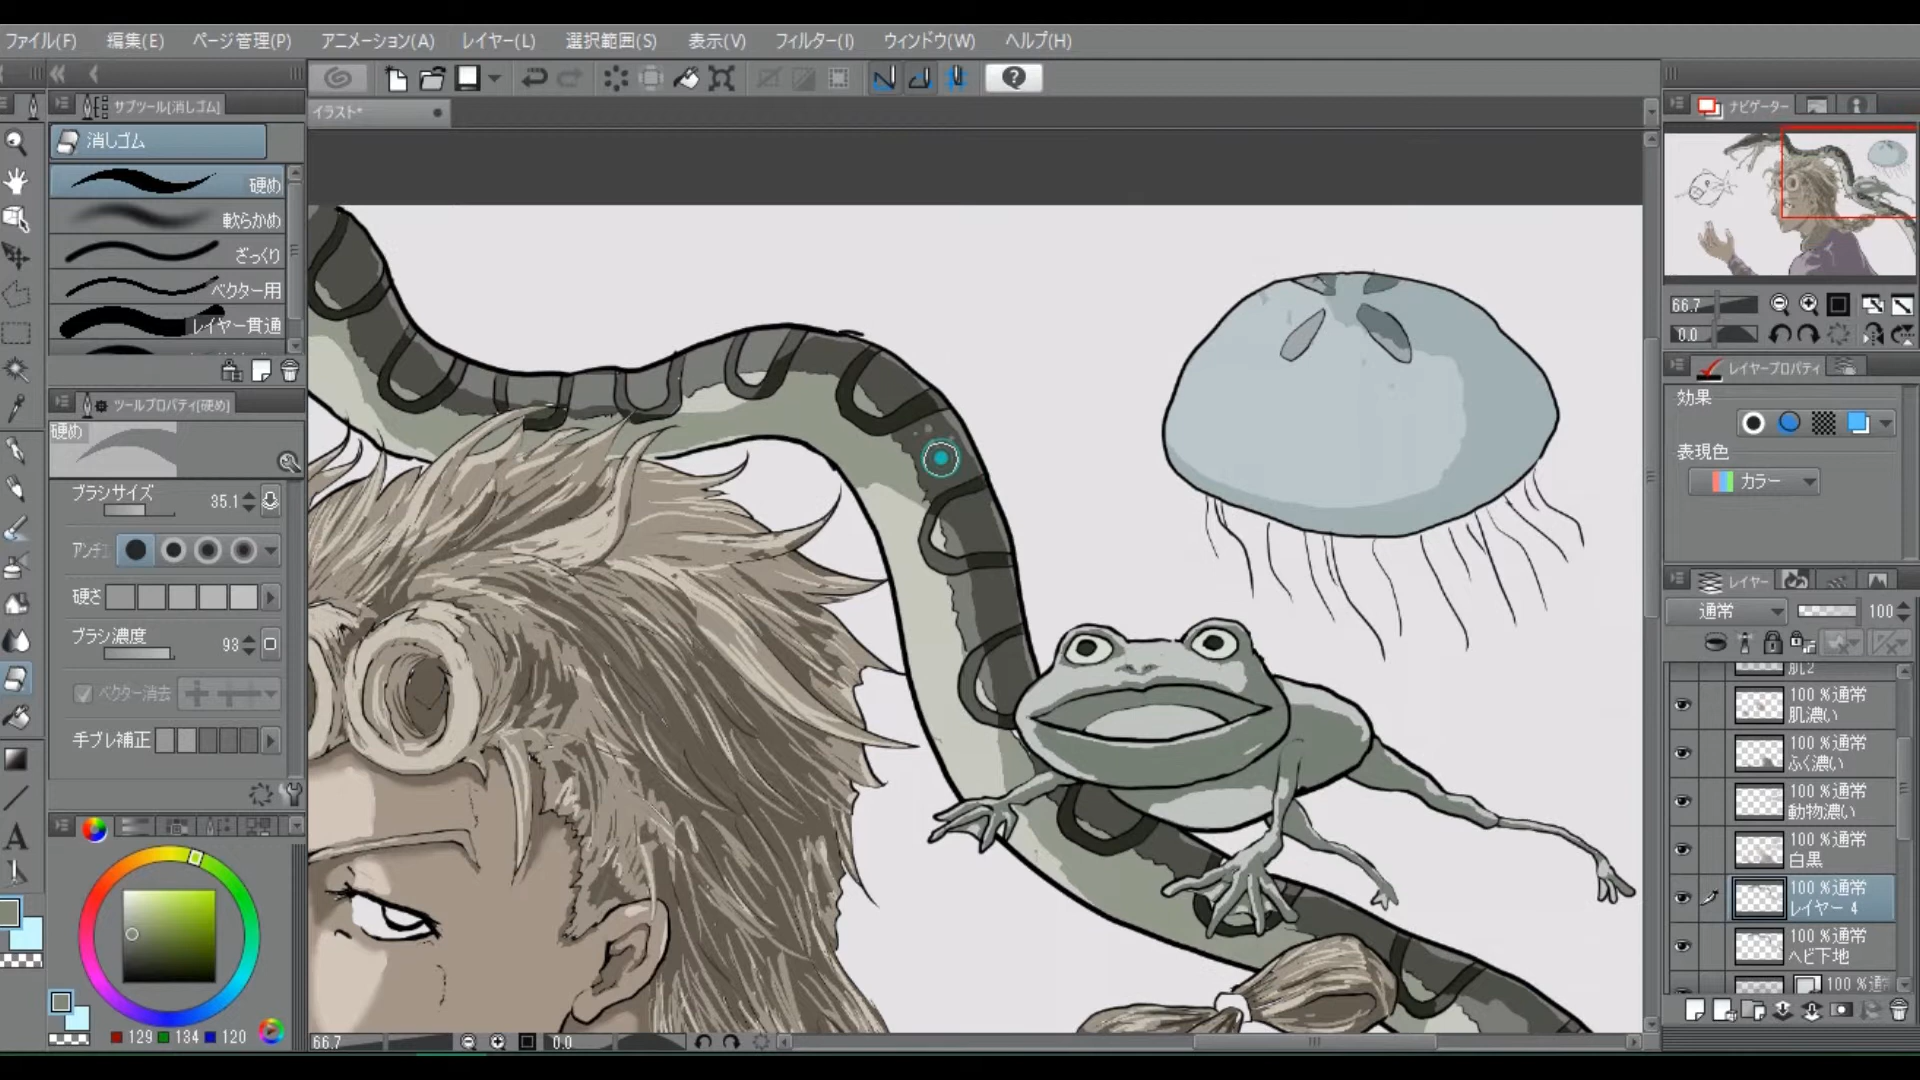 ファイル(F) 編集(E) ページ管理(P) アニメーション(A) レイヤー(L) 選択範囲(S) 表示(V) フィルター(I) ウィンドウ(W) ヘルプ(H)
サブツール[消しゴム]
消しゴム
硬め
軟らかめ
ざっくり
ベクター用
レイヤー貫通
ツールプロパティ[硬め]
硬め
ブラシサイズ 35.1
アンチ
硬さ
ブラシ濃度 93
ベクター消去
手ブレ補正
129 134 120
イラスト*
66.7 0.0
ナビゲーター
66.7
0.0
レイヤープロパティ
効果
表現色
カラー
レイヤー
通常 100
肌2
100 %通常
肌濃い
100 %通常
ふく濃い
100 %通常
動物濃い
100 %通常
白黒
100 %通常
レイヤー 4
100 %通常
ヘビ下地
100 %通